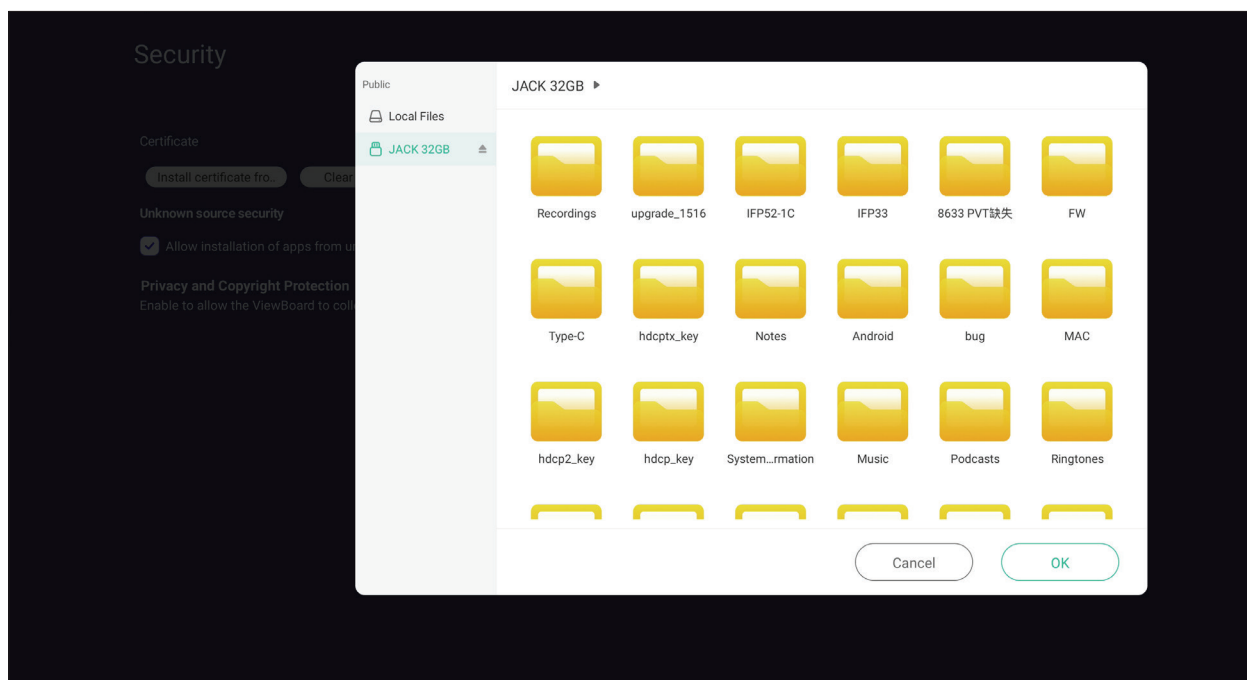 Security
Certificate
Install certificate fro..
Clear
Unknown source security
Allow installation of apps from u
Privacy and Copyright Protection
Enable to allow the ViewBoard to coll
Public
Local Files
JACK 32GB
JACK 32GB
Recordings upgrade_1516 IFP52-1C IFP33 8633 PVT缺失 FW
Type-C hdcptx_key Notes Android bug MAC
hdcp2_key hdcp_key System...rmation Music Podcasts Ringtones
Cancel OK